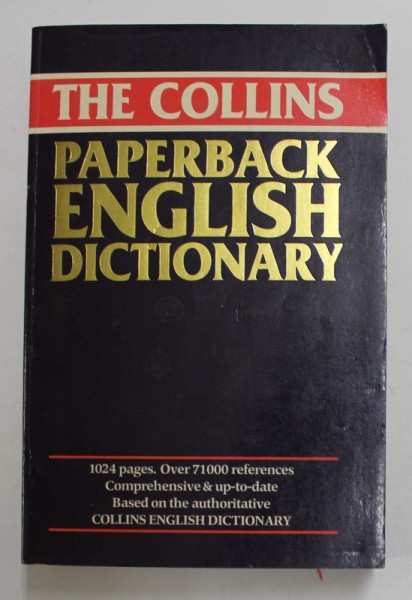 THE COLLINS
PAPERBACK
ENGLISH
DICTIONARY
1024 pages. Over 71000 references
Comprehensive & up-to-date
Based on the authoritative
COLLINS ENGLISH DICTIONARY